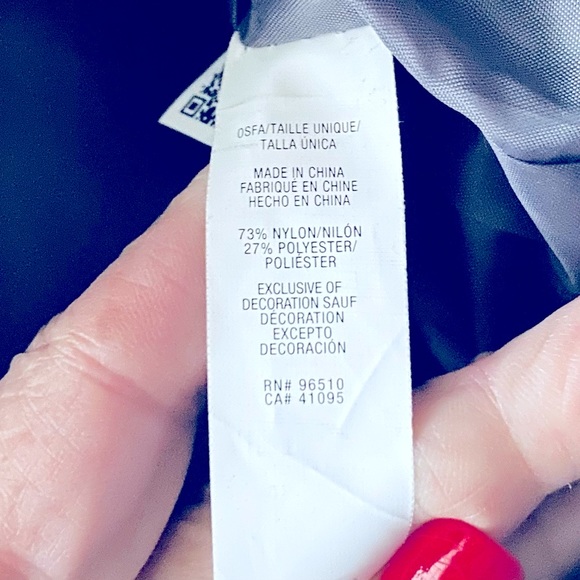 OSFA/TAILLE UNIQUE/
TALLA ÚNICA
MADE IN CHINA
FABRIQUÉ EN CHINE
HECHO EN CHINA
73% NYLON/NILÓN
27% POLYESTER/
POLIÉSTER
EXCLUSIVE OF
DECORATION SAUF
DÉCORATION
EXCEPTO
DECORACIÓN
RN# 96510
CA# 41095